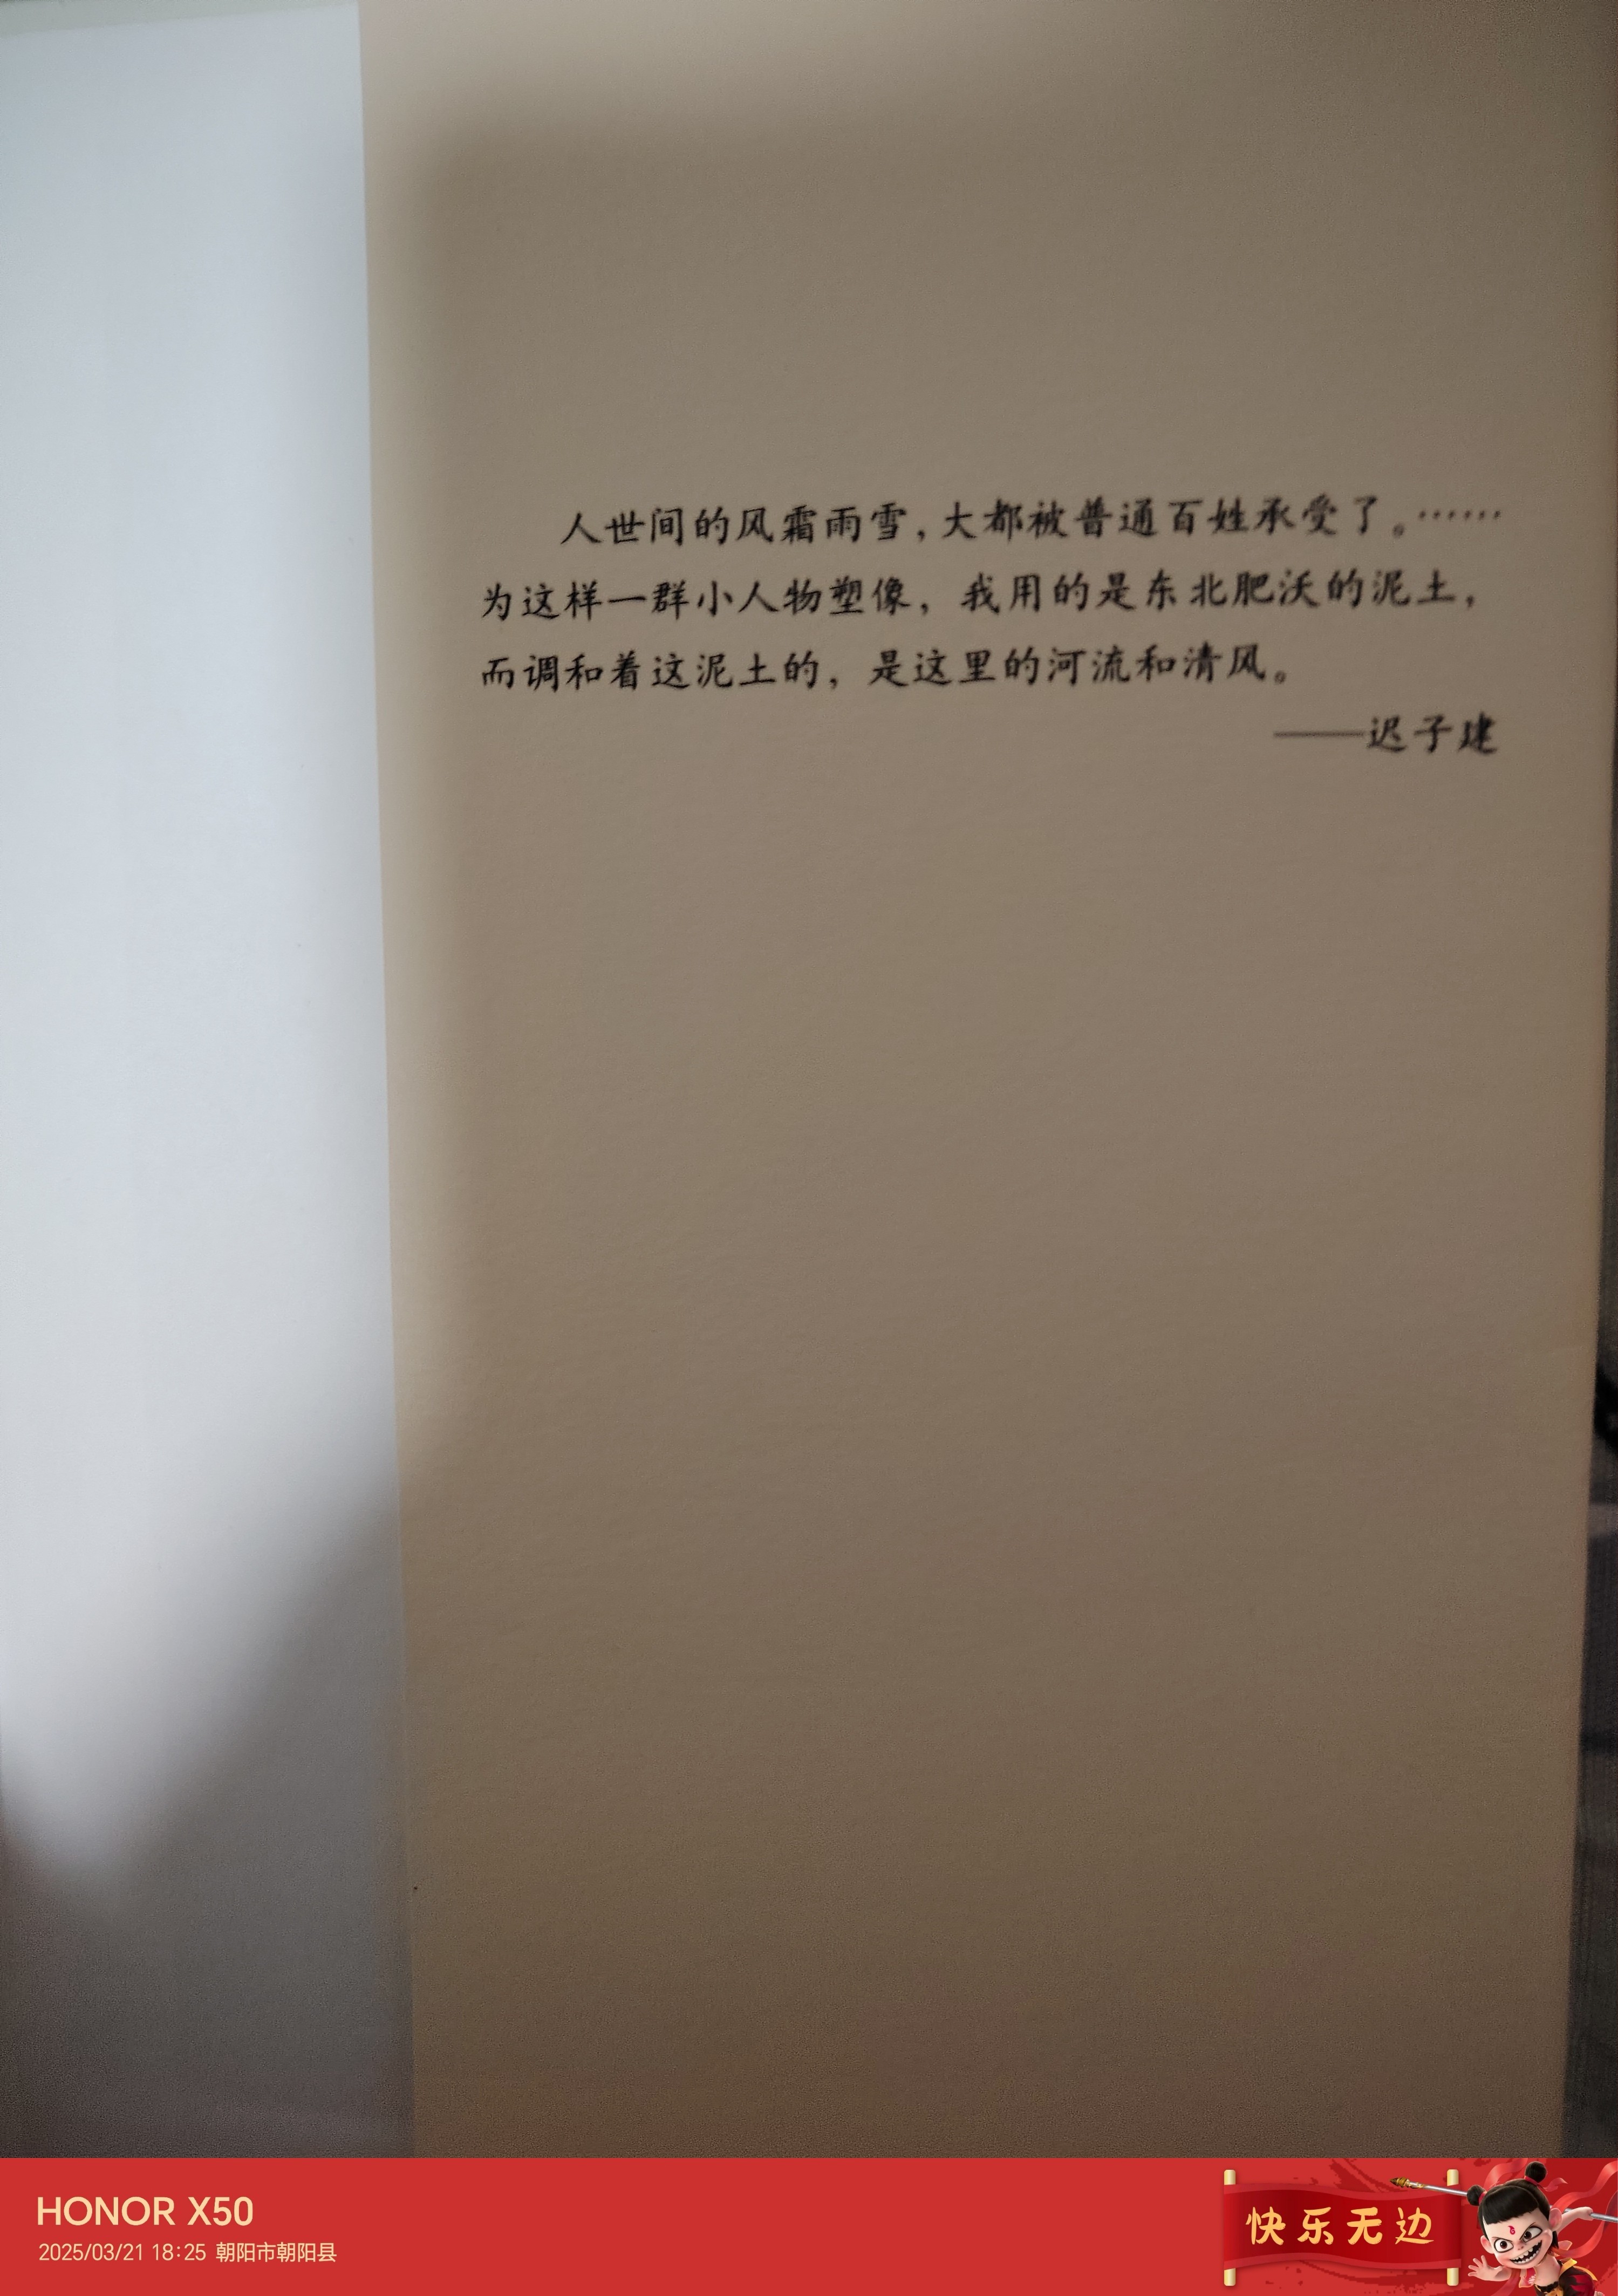 人世间的风霜雨雪，大都被普通百姓承受了。……
为这样一群小人物塑像，我用的是东北肥沃的泥土，
而调和着这泥土的，是这里的河流和清风。
——迟子建
HONOR X50
2025/03/21 18:25 朝阳市朝阳县
快乐无边